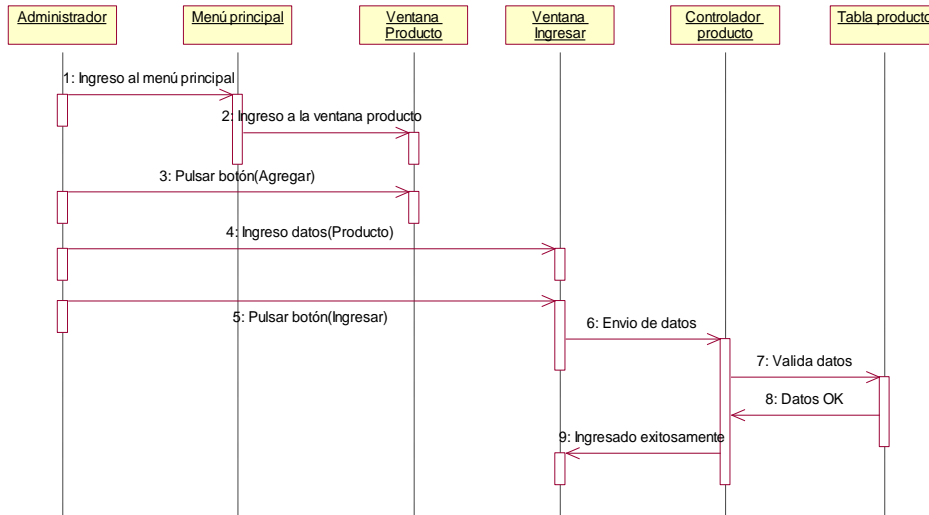 Administrador
Menú principal
Ventana
Producto
Ventana
Ingresar
Controlador
producto
Tabla producto
1: Ingreso al menú principal
2: Ingreso a la ventana producto
3: Pulsar botón(Agregar)
4: Ingreso datos(Producto)
5: Pulsar botón(Ingresar)
6: Envio de datos
7: Valida datos
8: Datos OK
9: Ingresado exitosamente